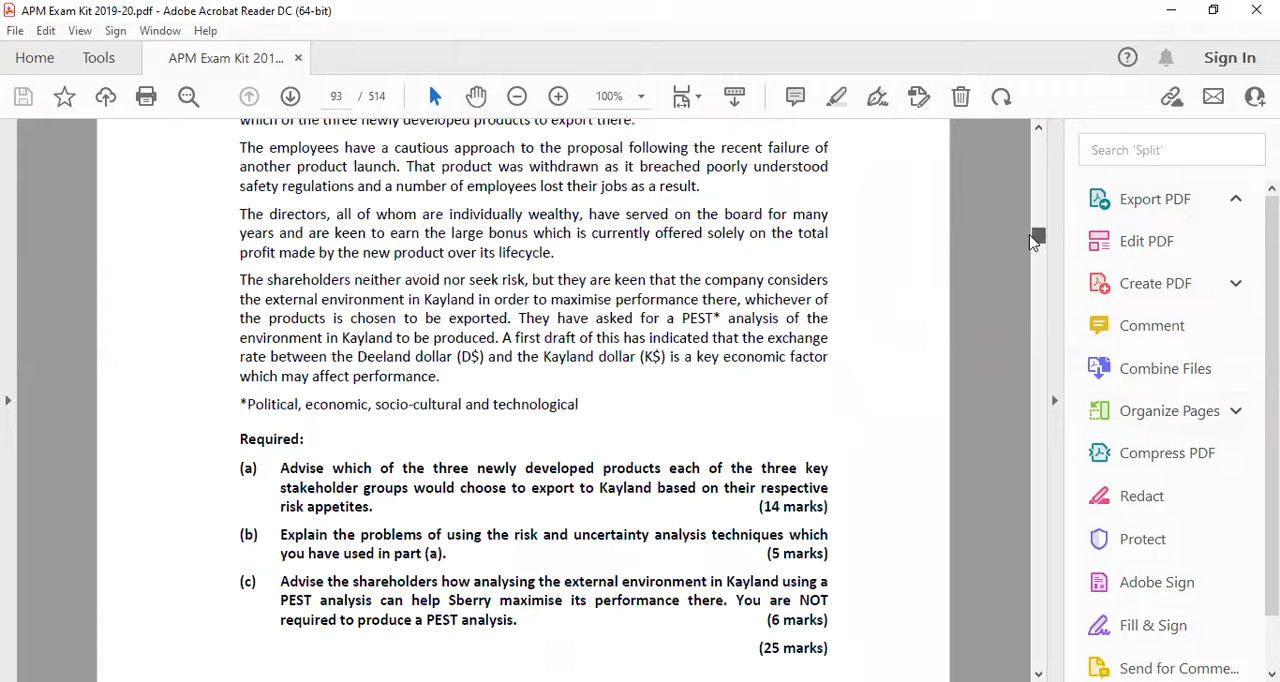 APM Exam Kit 2019-20.pdf - Adobe Acrobat Reader DC (64-bit)
File Edit View Sign Window Help
Home Tools APM Exam Kit 201... × Sign In
93 / 514 100%
which of the three newly developed products to export there.
The employees have a cautious approach to the proposal following the recent failure of
another product launch. That product was withdrawn as it breached poorly understood
safety regulations and a number of employees lost their jobs as a result.
The directors, all of whom are individually wealthy, have served on the board for many
years and are keen to earn the large bonus which is currently offered solely on the total
profit made by the new product over its lifecycle.
The shareholders neither avoid nor seek risk, but they are keen that the company considers
the external environment in Kayland in order to maximise performance there, whichever of
the products is chosen to be exported. They have asked for a PEST* analysis of the
environment in Kayland to be produced. A first draft of this has indicated that the exchange
rate between the Deeland dollar (D$) and the Kayland dollar (K$) is a key economic factor
which may affect performance.
*Political, economic, socio-cultural and technological
Required:
(a) Advise which of the three newly developed products each of the three key
stakeholder groups would choose to export to Kayland based on their respective
risk appetites. (14 marks)
(b) Explain the problems of using the risk and uncertainty analysis techniques which
you have used in part (a). (5 marks)
(c) Advise the shareholders how analysing the external environment in Kayland using a
PEST analysis can help Sberry maximise its performance there. You are NOT
required to produce a PEST analysis. (6 marks)
(25 marks)
Search 'Split'
Export PDF
Edit PDF
Create PDF
Comment
Combine Files
Organize Pages
Compress PDF
Redact
Protect
Adobe Sign
Fill & Sign
Send for Comme...